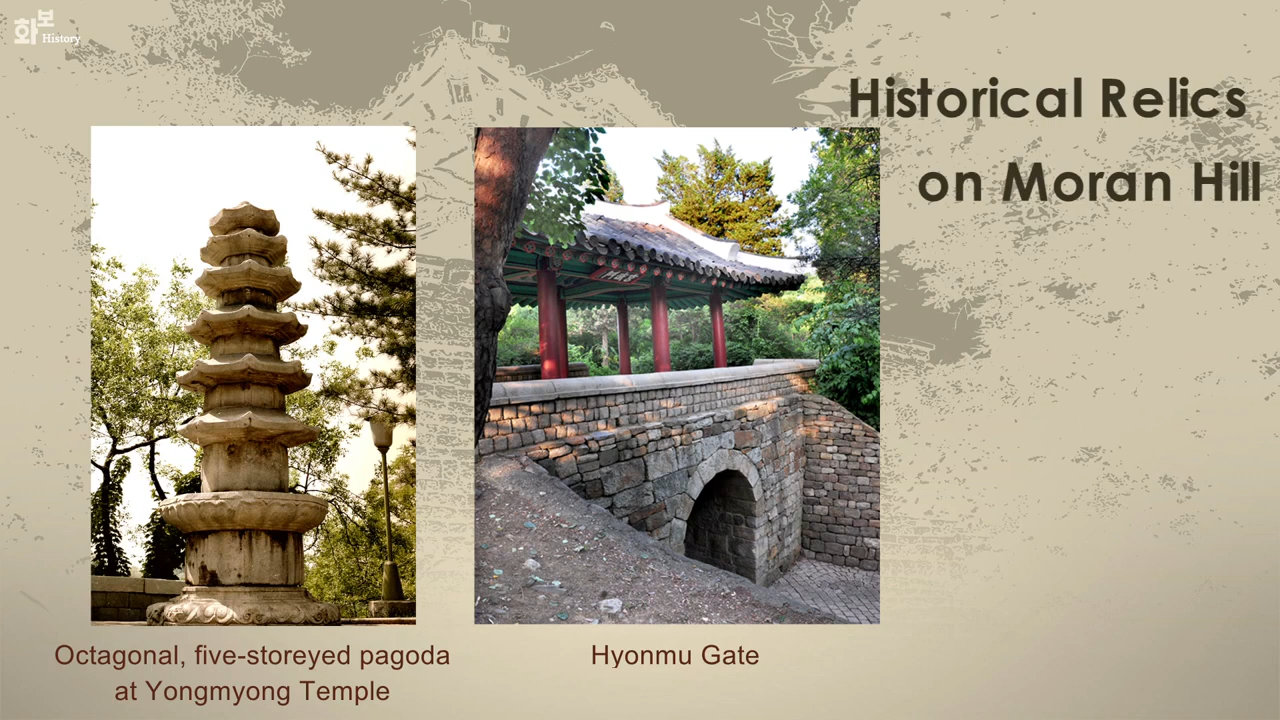 화보
History
Historical Relics
on Moran Hill
Octagonal, five-storeyed pagoda
at Yongmyong Temple
Hyonmu Gate